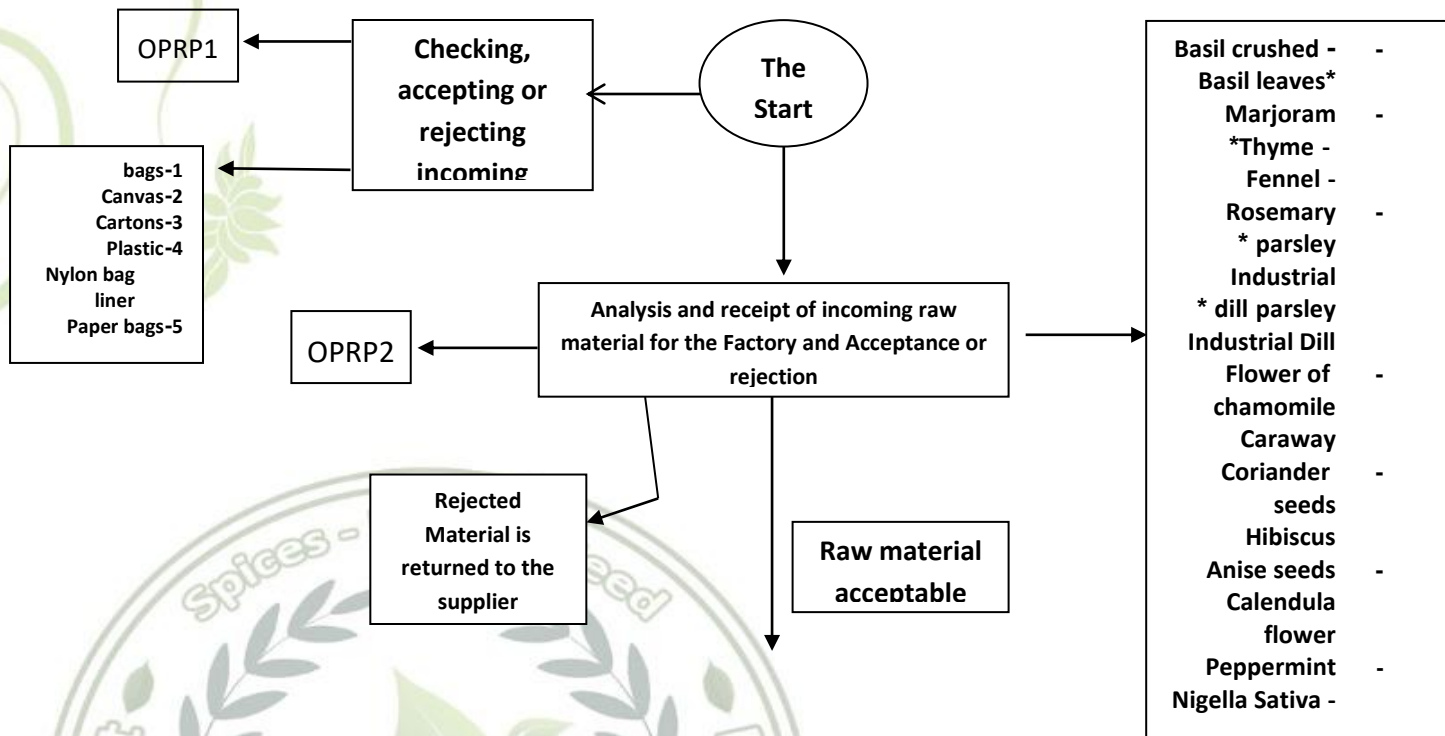 OPRP1
Checking,
accepting or
rejecting
incoming
The
Start
bags-1
Canvas-2
Cartons-3
Plastic-4
Nylon bag
liner
Paper bags-5
OPRP2
Analysis and receipt of incoming raw
material for the Factory and Acceptance or
rejection
Rejected
Material is
returned to the
supplier
Raw material
acceptable
Basil crushed - -
Basil leaves*
Marjoram -
*Thyme -
Fennel -
Rosemary -
* parsley
Industrial
* dill parsley
Industrial Dill
Flower of -
chamomile
Caraway
Coriander -
seeds
Hibiscus
Anise seeds -
Calendula
flower
Peppermint -
Nigella Sativa -
Spices -